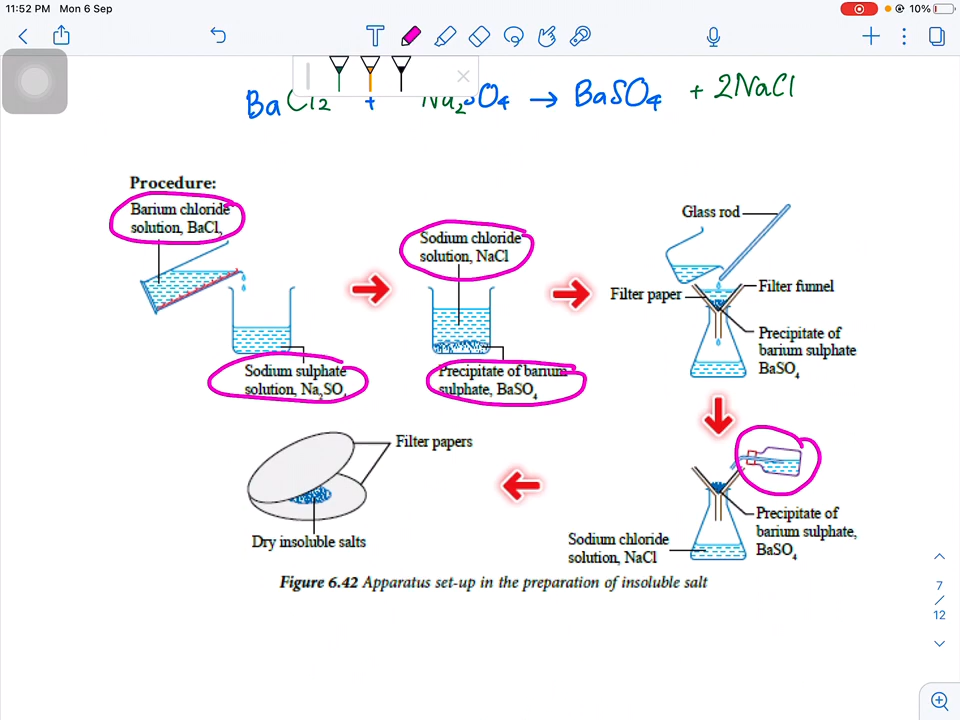 11:52 PM Mon 6 Sep
10%
BaCl2 + Na2SO4 → BaSO4 + 2NaCl
Procedure:
Barium chloride
solution, BaCl,
Sodium chloride
solution, NaCl
Glass rod
Filter paper
Filter funnel
Precipitate of
barium sulphate
BaSO4
Sodium sulphate
solution, Na2SO4
Precipitate of barium
sulphate, BaSO4
Filter papers
Dry insoluble salts
Sodium chloride
solution, NaCl
Precipitate of
barium sulphate,
BaSO4
Figure 6.42 Apparatus set-up in the preparation of insoluble salt
7
/
12